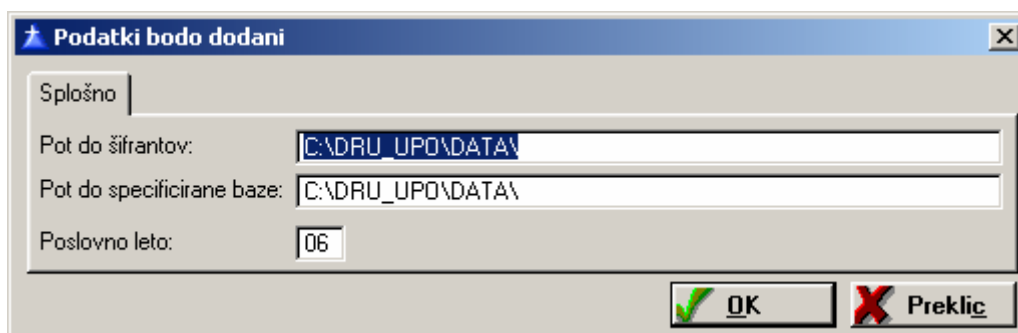 Podatki bodo dodani
Splošno
Pot do šifrantov: C:\DRU_UPO\DATA\
Pot do specificirane baze: C:\DRU_UPO\DATA\
Poslovno leto: 06
OK Preklic